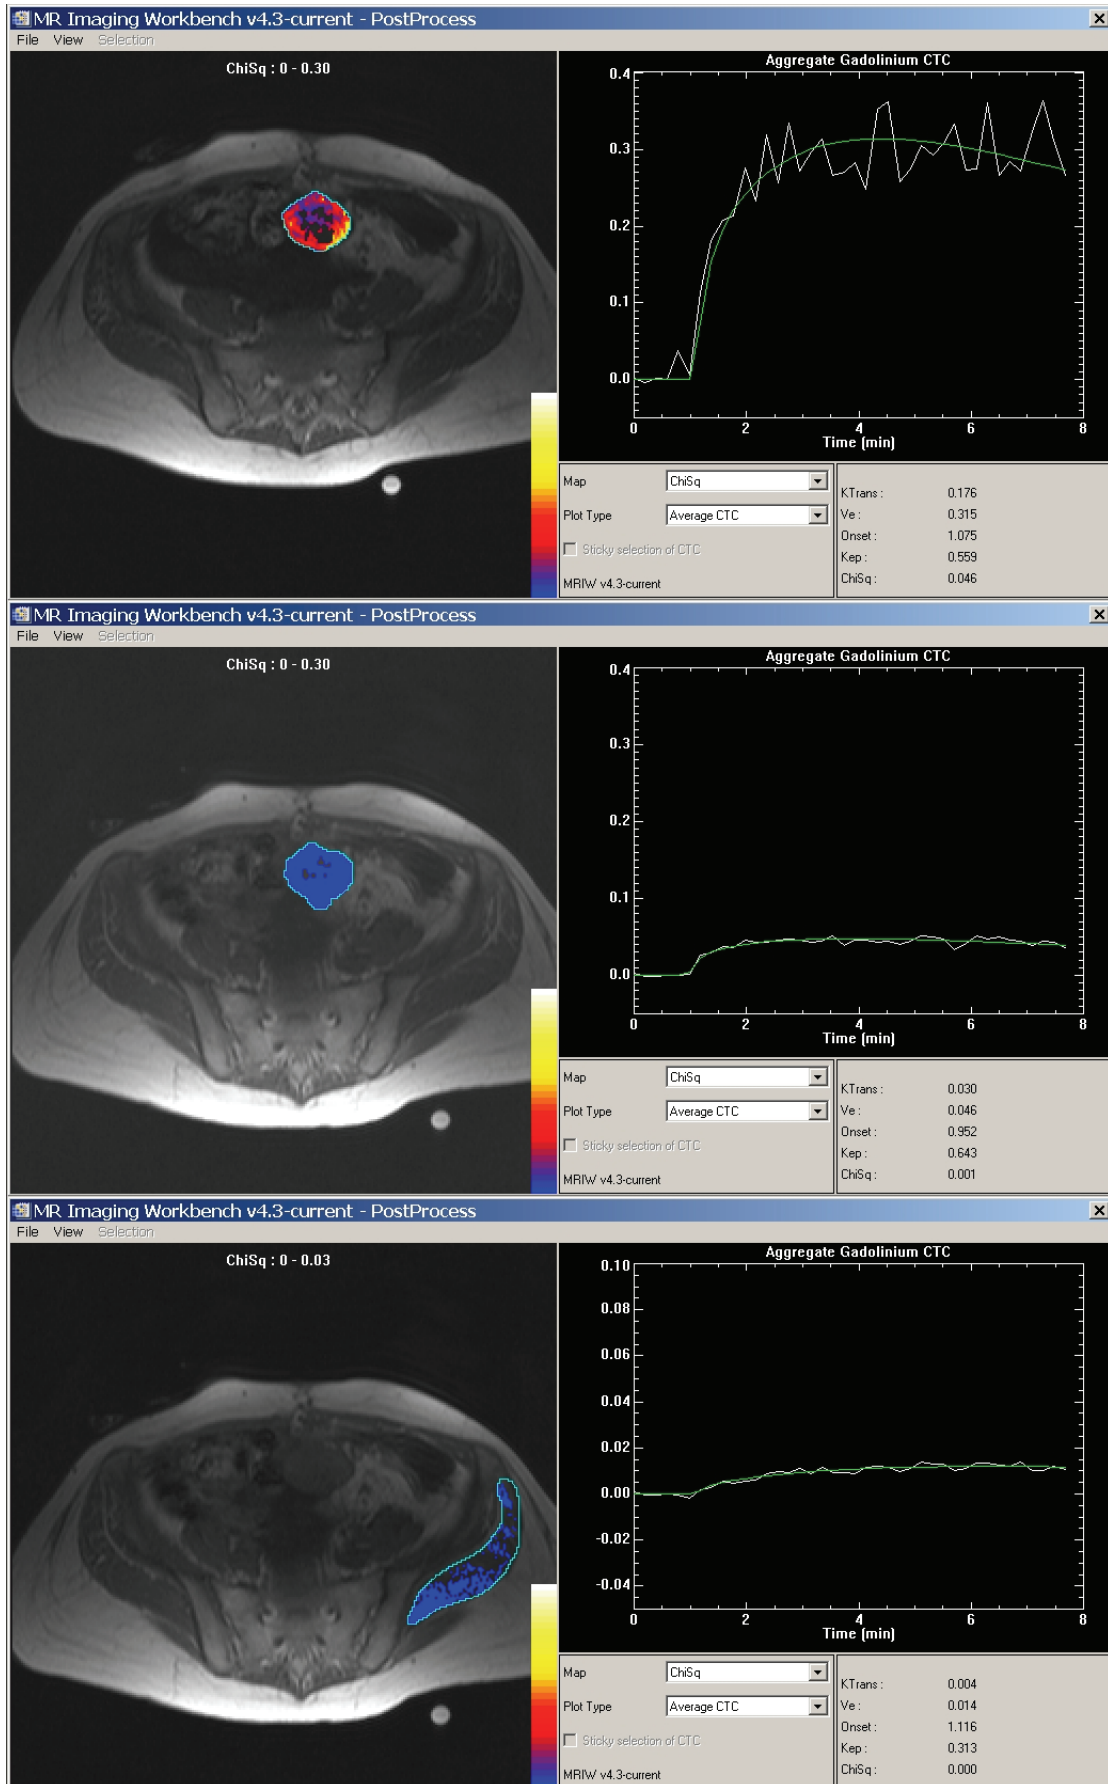 MR Imaging Workbench v4.3-current - PostProcess
File View Selection
ChiSq : 0 - 0.30
Aggregate Gadolinium CTC
0.4
0.3
0.2
0.1
0.0
0 2 4 6 8
Time (min)
Map ChiSq
Plot Type Average CTC
Sticky selection of CTC
MRIW v4.3-current
KTrans : 0.176
Ve : 0.315
Onset : 1.075
Kep : 0.559
ChiSq : 0.046
MR Imaging Workbench v4.3-current - PostProcess
File View Selection
ChiSq : 0 - 0.30
Aggregate Gadolinium CTC
0.4
0.3
0.2
0.1
0.0
0 2 4 6 8
Time (min)
Map ChiSq
Plot Type Average CTC
Sticky selection of CTC
MRIW v4.3-current
KTrans : 0.030
Ve : 0.046
Onset : 0.952
Kep : 0.643
ChiSq : 0.001
MR Imaging Workbench v4.3-current - PostProcess
File View Selection
ChiSq : 0 - 0.03
Aggregate Gadolinium CTC
0.10
0.08
0.06
0.04
0.02
0.00
-0.02
-0.04
0 2 4 6 8
Time (min)
Map ChiSq
Plot Type Average CTC
Sticky selection of CTC
MRIW v4.3-current
KTrans : 0.004
Ve : 0.014
Onset : 1.116
Kep : 0.313
ChiSq : 0.000